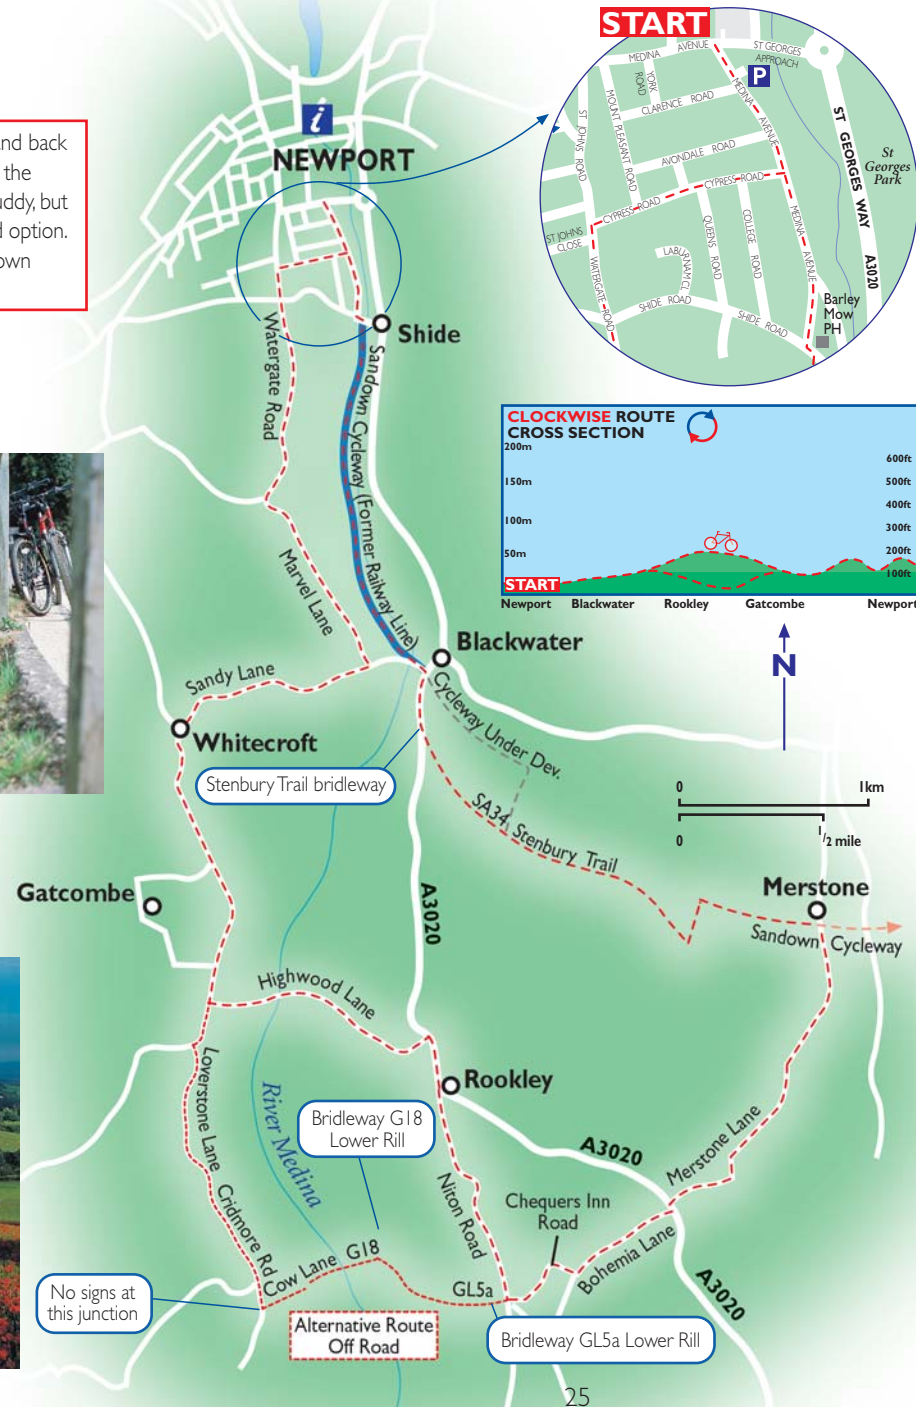 START
MEDINA AVENUE
ST GEORGES
APPROACH
YORK
ROAD
P
CLARENCE ROAD
MEDINA AVENUE
MOUNT PLEASANT ROAD
ST JOHNS ROAD
AVONDALE ROAD
CYPRESS ROAD
CYPRESS ROAD
ST GEORGES WAY
A3020
St
Georges
Park
ST JOHNS
CLOSE
WATERGATE ROAD
QUEENS ROAD
COLLEGE ROAD
LABURNAM CL
MEDINA AVENUE
SHIDE ROAD
SHIDE ROAD
Barley
Mow
PH
and back
the
uddy, but
d option.
own
i
NEWPORT
Shide
Watergate Road
Sandown Cycleway (Former Railway Line)
CLOCKWISE ROUTE
CROSS SECTION
200m
150m
100m
50m
600ft
500ft
400ft
300ft
200ft
100ft
START
Newport Blackwater Rookley Gatcombe Newport
Marvel Lane
Blackwater
N
Sandy Lane
Whitecroft
Stenbury Trail bridleway
Cycleway Under Dev.
SA34 Stenbury Trail
0 1km
0 1/2 mile
Gatcombe
A3020
Merstone
Sandown Cycleway
Highwood Lane
Loverstone Lane
Rookley
River Medina
Bridleway G18
Lower Rill
A3020
Merstone Lane
Cridmore Rd
Niton Road
Chequers Inn
Road
Bohemia Lane
Cow Lane G18
GL5a
A3020
No signs at
this junction
Alternative Route
Off Road
Bridleway GL5a Lower Rill
25